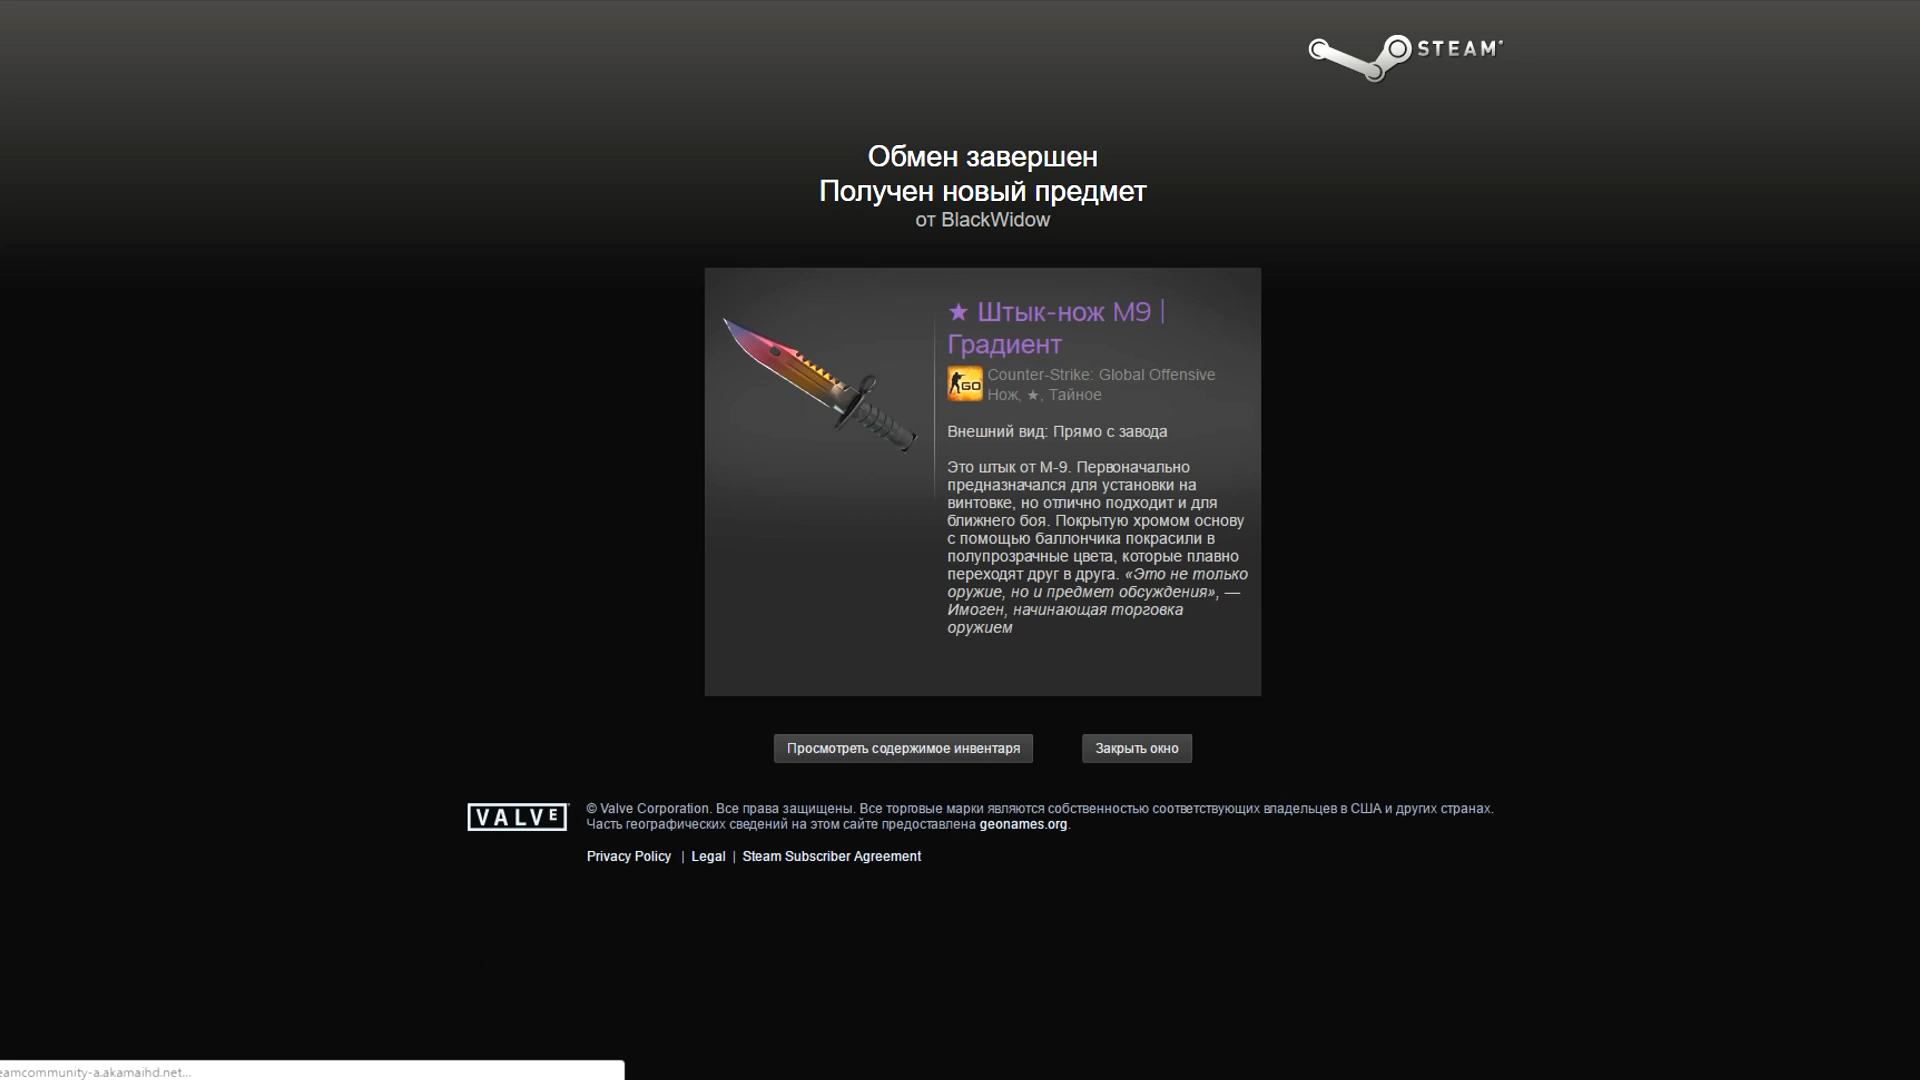 STEAM
Обмен завершен
Получен новый предмет
от BlackWidow
★ Штык-нож M9 |
Градиент
GO
Counter-Strike: Global Offensive
Нож, ★, Тайное
Внешний вид: Прямо с завода
Это штык от M-9. Первоначально
предназначался для установки на
винтовке, но отлично подходит и для
ближнего боя. Покрытую хромом основу
с помощью баллончика покрасили в
полупрозрачные цвета, которые плавно
переходят друг в друга. «Это не только
оружие, но и предмет обсуждения», —
Имоген, начинающая торговка
оружием
Просмотреть содержимое инвентаря
Закрыть окно
VALVE
© Valve Corporation. Все права защищены. Все торговые марки являются собственностью соответствующих владельцев в США и других странах.
Часть географических сведений на этом сайте предоставлена geonames.org.
Privacy Policy | Legal | Steam Subscriber Agreement
eamcommunity-a.akamaihd.net...